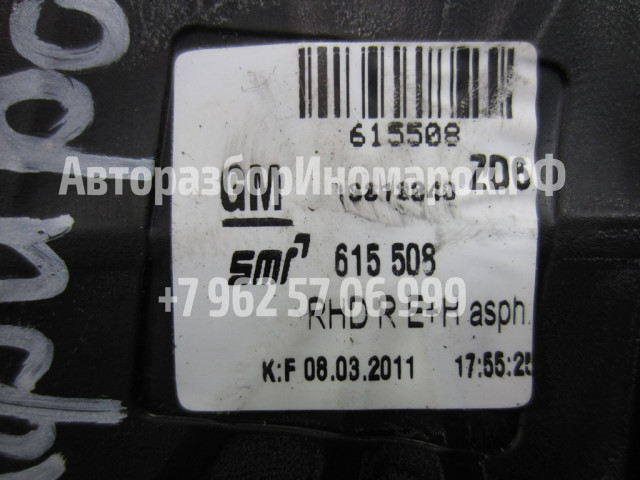 615508
АвторазборИномарок.РФ
GM ZD6
smr 615 508
+7 962 57 06 999
RHD R E+H asph.
K:F 08.03.2011 17:55:25